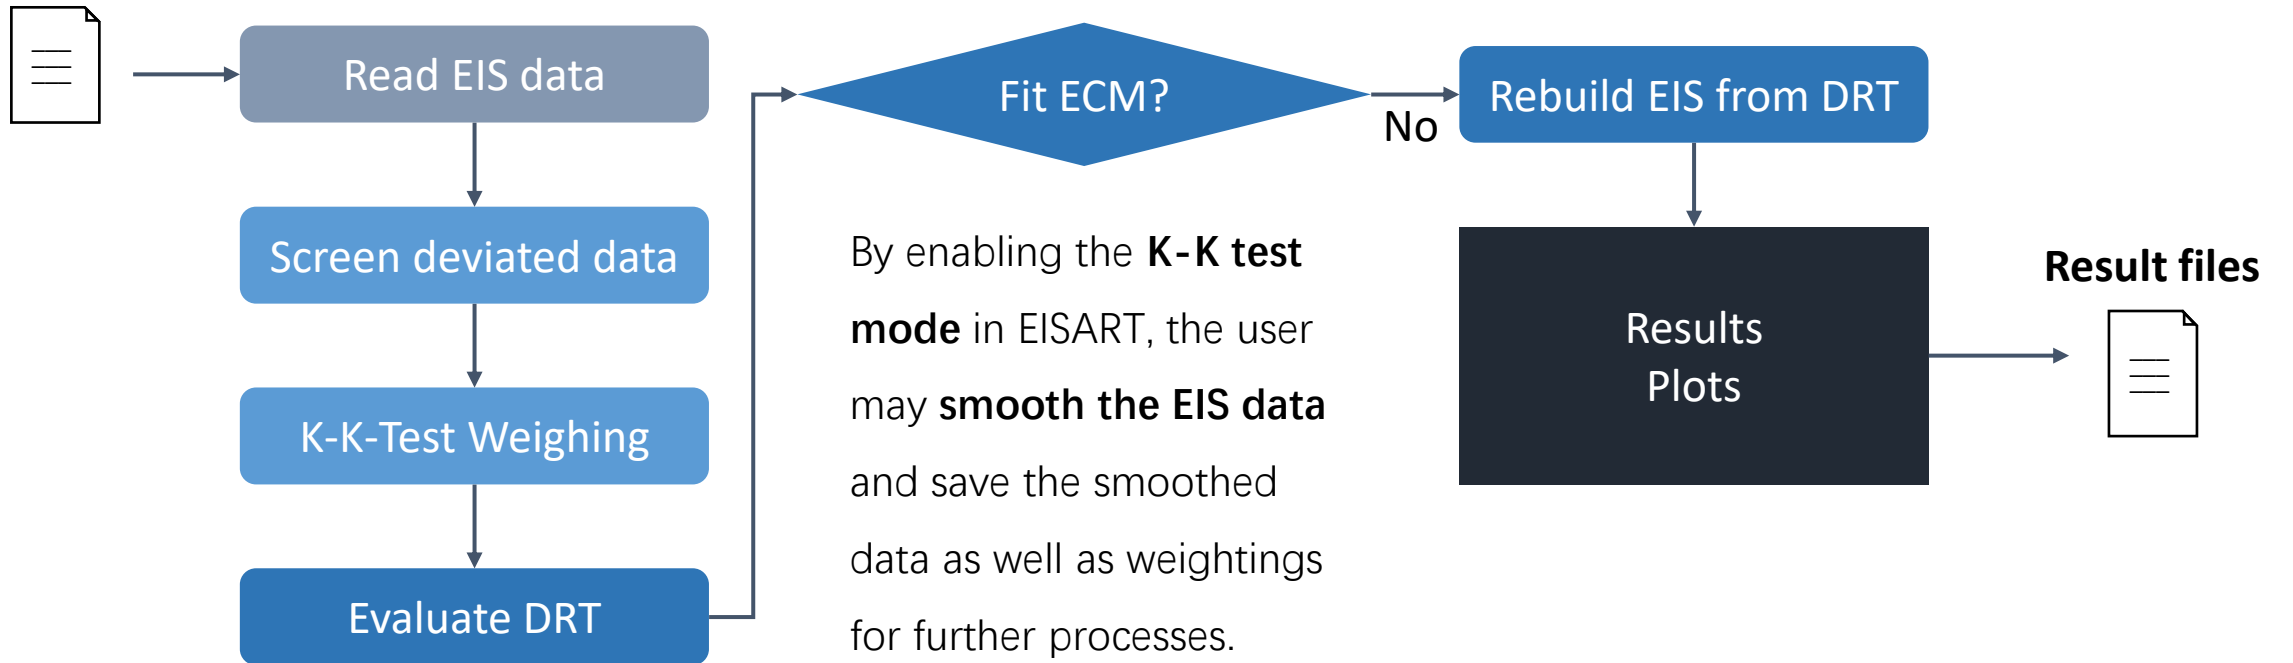 Read EIS data
Screen deviated data
K-K-Test Weighing
Evaluate DRT
Fit ECM?
No
Rebuild EIS from DRT
By enabling the K-K test
mode in EISART, the user
may smooth the EIS data
and save the smoothed
data as well as weightings
for further processes.
Results
Plots
Result files